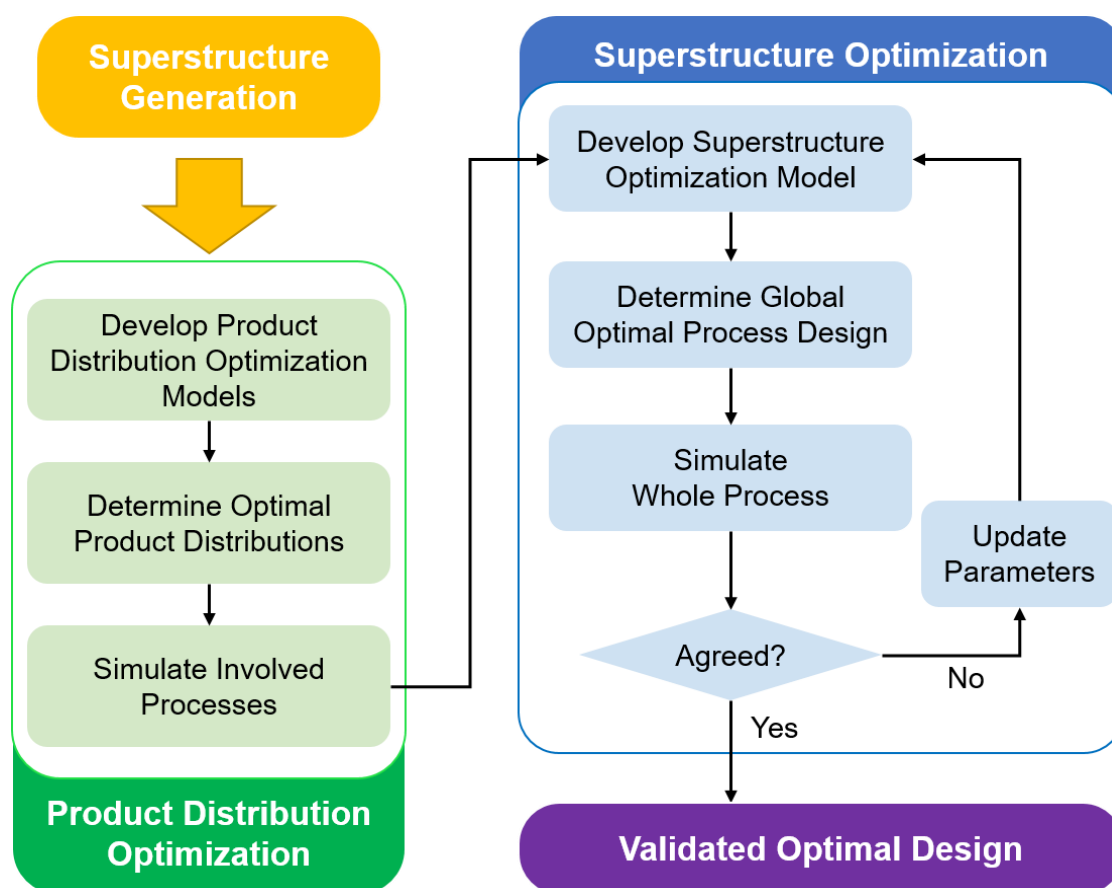 Superstructure
Generation
Develop Product
Distribution Optimization
Models
Determine Optimal
Product Distributions
Simulate Involved
Processes
Product Distribution
Optimization
Superstructure Optimization
Develop Superstructure
Optimization Model
Determine Global
Optimal Process Design
Simulate
Whole Process
Update
Parameters
Agreed?
No
Yes
Validated Optimal Design